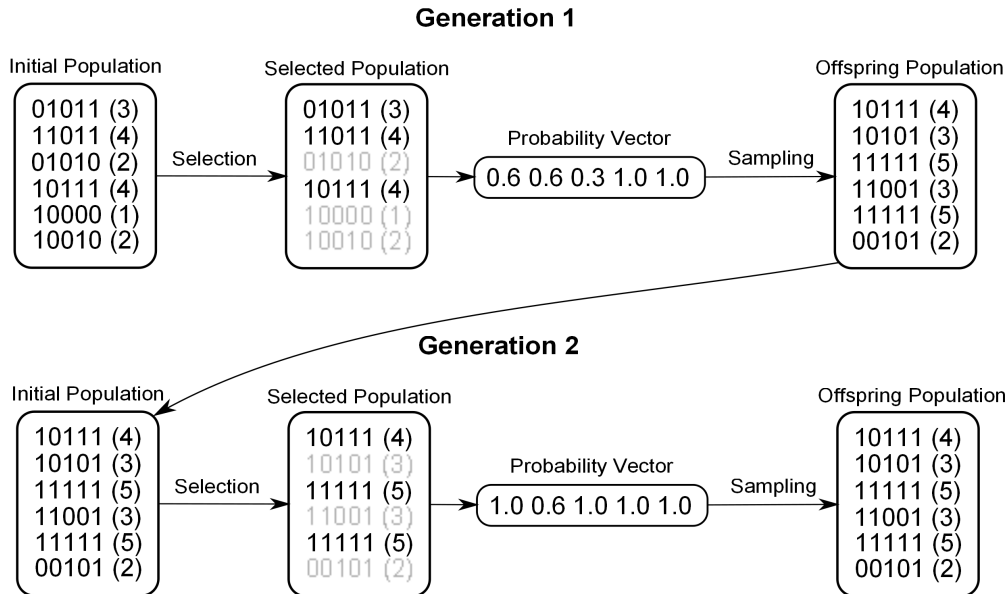 Generation 1
Initial Population
01011 (3)
11011 (4)
01010 (2)
10111 (4)
10000 (1)
10010 (2)
Selection
Selected Population
01011 (3)
11011 (4)
01010 (2)
10111 (4)
10000 (1)
10010 (2)
Probability Vector
0.6 0.6 0.3 1.0 1.0
Sampling
Offspring Population
10111 (4)
10101 (3)
11111 (5)
11001 (3)
11111 (5)
00101 (2)
Generation 2
Initial Population
10111 (4)
10101 (3)
11111 (5)
11001 (3)
11111 (5)
00101 (2)
Selection
Selected Population
10111 (4)
10101 (3)
11111 (5)
11001 (3)
11111 (5)
00101 (2)
Probability Vector
1.0 0.6 1.0 1.0 1.0
Sampling
Offspring Population
10111 (4)
10101 (3)
11111 (5)
11001 (3)
11111 (5)
00101 (2)